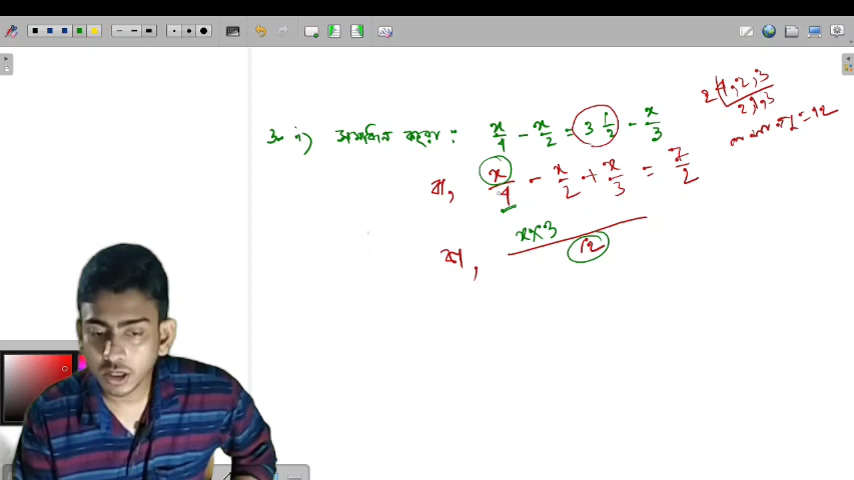 সমাধান করো : x/4 - x/2 = 3 1/2 - x/3
2 4, 2, 3
2, 1, 3
= 12
বা, x/4 - x/2 + x/3 = 7/2
বা, x×3
12